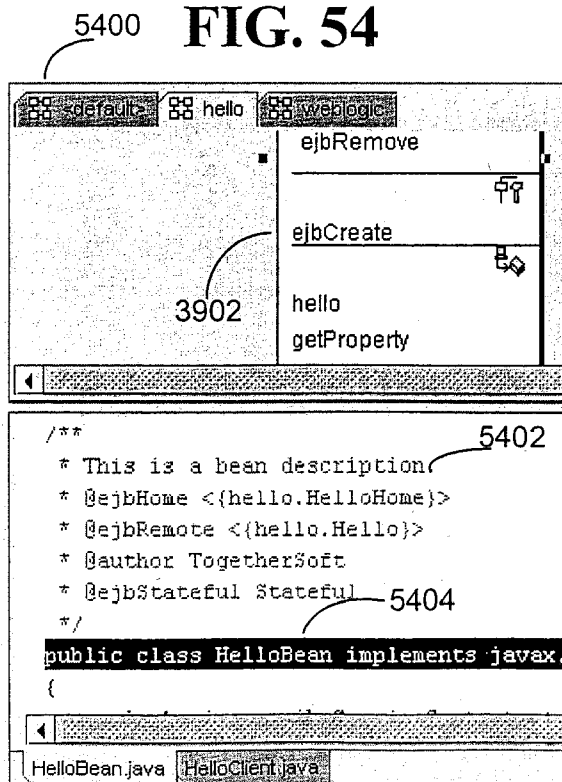 5400 FIG. 54
<default> hello weblogic
ejbRemove
ejbCreate
3902
hello
getProperty
/**
5402
* This is a bean description
* @ejbHome <{hello.HelloHome}>
* @ejbRemote <{hello.Hello}>
* @author TogetherSoft
* @ejbStateful Stateful
5404
*/
public class HelloBean implements javax.
{
HelloBean.java HelloClient.java